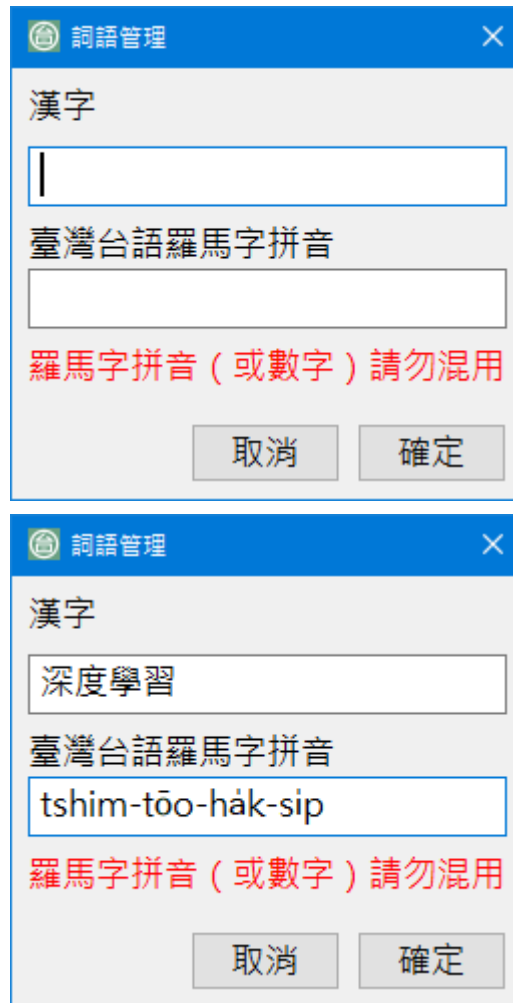 台 詞語管理
漢字
臺灣台語羅馬字拼音
羅馬字拼音（或數字）請勿混用
取消 確定
台 詞語管理
漢字
深度學習
臺灣台語羅馬字拼音
tshim-tōo-ha̍k-si̍p
羅馬字拼音（或數字）請勿混用
取消 確定